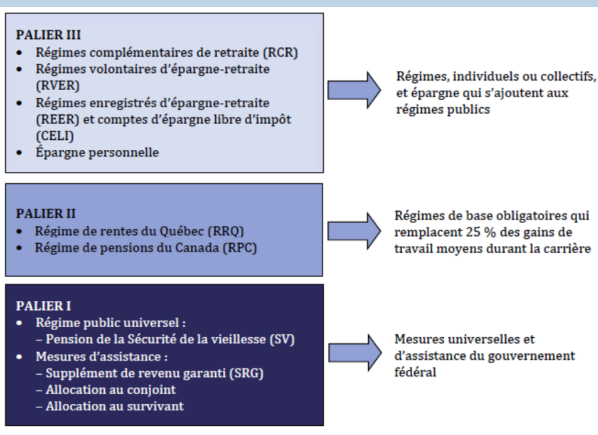 PALIER III
• Régimes complémentaires de retraite (RCR)
• Régimes volontaires d'épargne-retraite
(RVER)
• Régimes enregistrés d'épargne-retraite
(REER) et comptes d'épargne libre d'impôt
(CELI)
• Épargne personnelle
Régimes, individuels ou collectifs,
et épargne qui s'ajoutent aux
régimes publics
PALIER II
• Régime de rentes du Québec (RRQ)
• Régime de pensions du Canada (RPC)
Régimes de base obligatoires qui
remplacent 25 % des gains de
travail moyens durant la carrière
PALIER I
• Régime public universel :
– Pension de la Sécurité de la vieillesse (SV)
• Mesures d'assistance :
– Supplément de revenu garanti (SRG)
– Allocation au conjoint
– Allocation au survivant
Mesures universelles et
d'assistance du gouvernement
fédéral